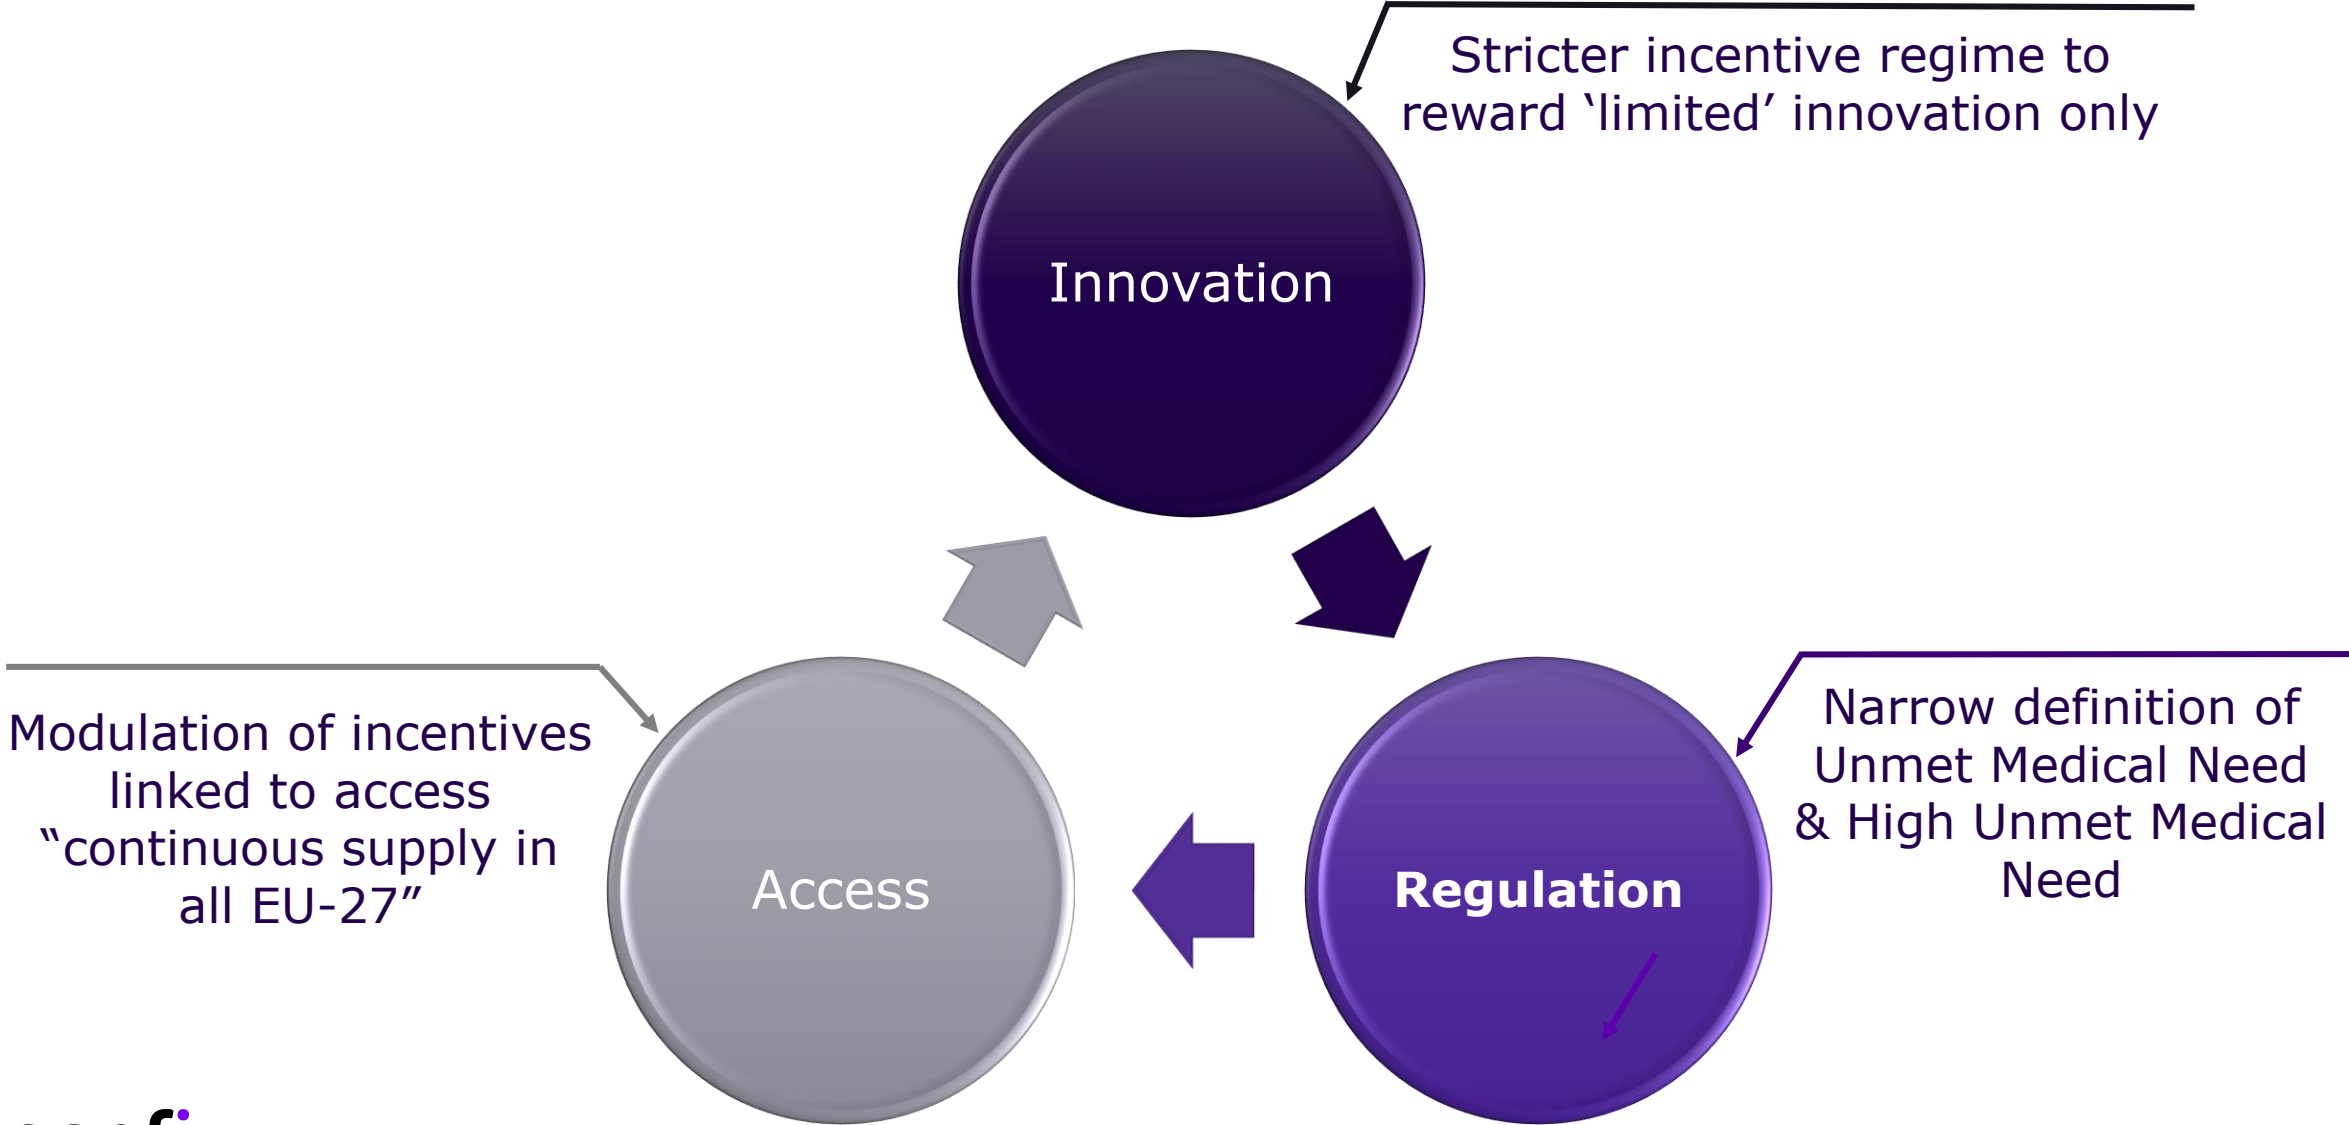 Stricter incentive regime to
reward ‘limited’ innovation only
Innovation
Modulation of incentives
linked to access
“continuous supply in
all EU-27”
Access
Regulation
Narrow definition of
Unmet Medical Need
& High Unmet Medical
Need